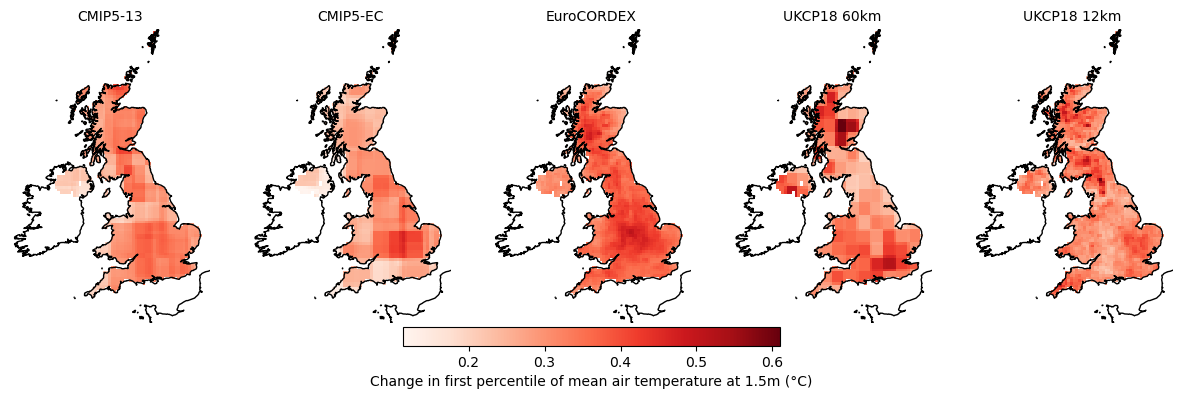 CMIP5-13 CMIP5-EC EuroCORDEX UKCP18 60km UKCP18 12km
0.2 0.3 0.4 0.5 0.6
Change in first percentile of mean air temperature at 1.5m (°C)